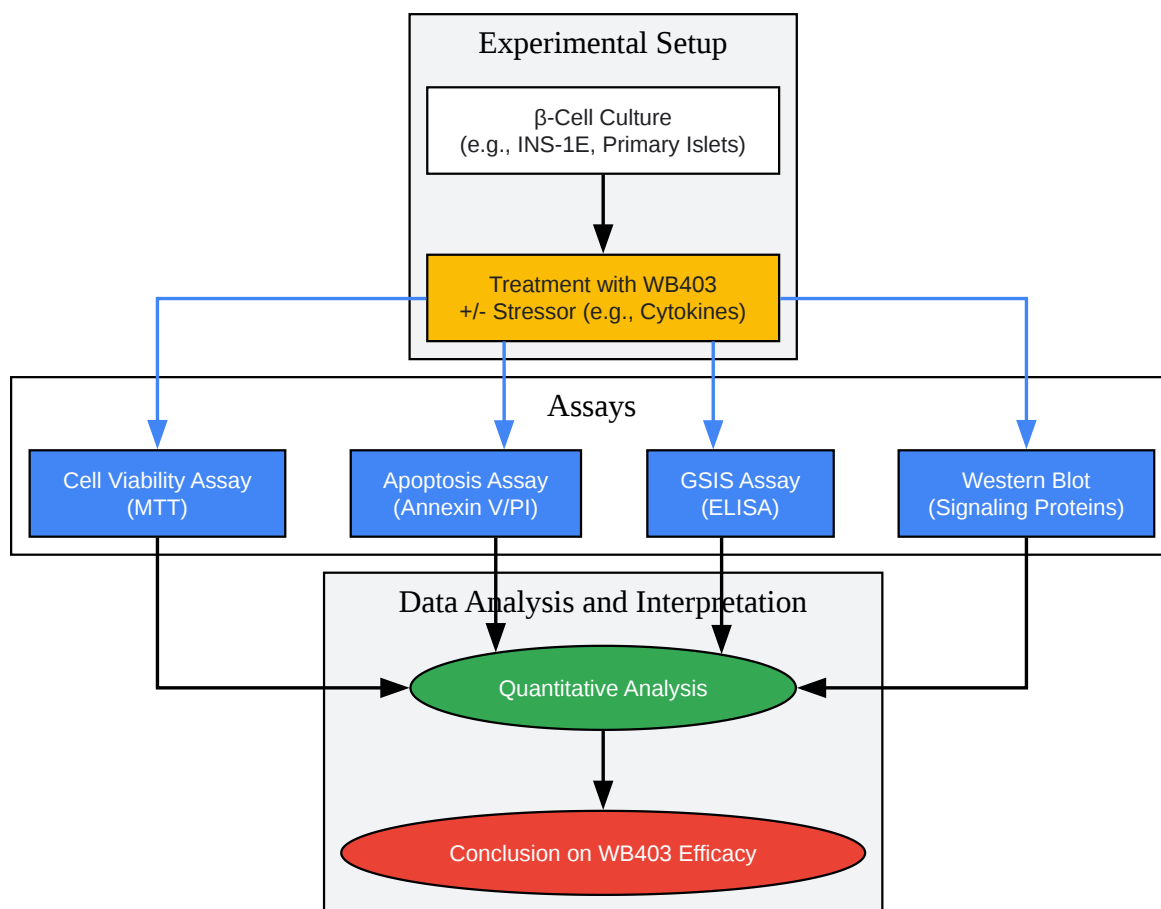 Experimental Setup
β-Cell Culture
(e.g., INS-1E, Primary Islets)
Treatment with WB403
+/- Stressor (e.g., Cytokines)
Assays
Cell Viability Assay
(MTT)
Apoptosis Assay
(Annexin V/PI)
GSIS Assay
(ELISA)
Western Blot
(Signaling Proteins)
Data Analysis and Interpretation
Quantitative Analysis
Conclusion on WB403 Efficacy